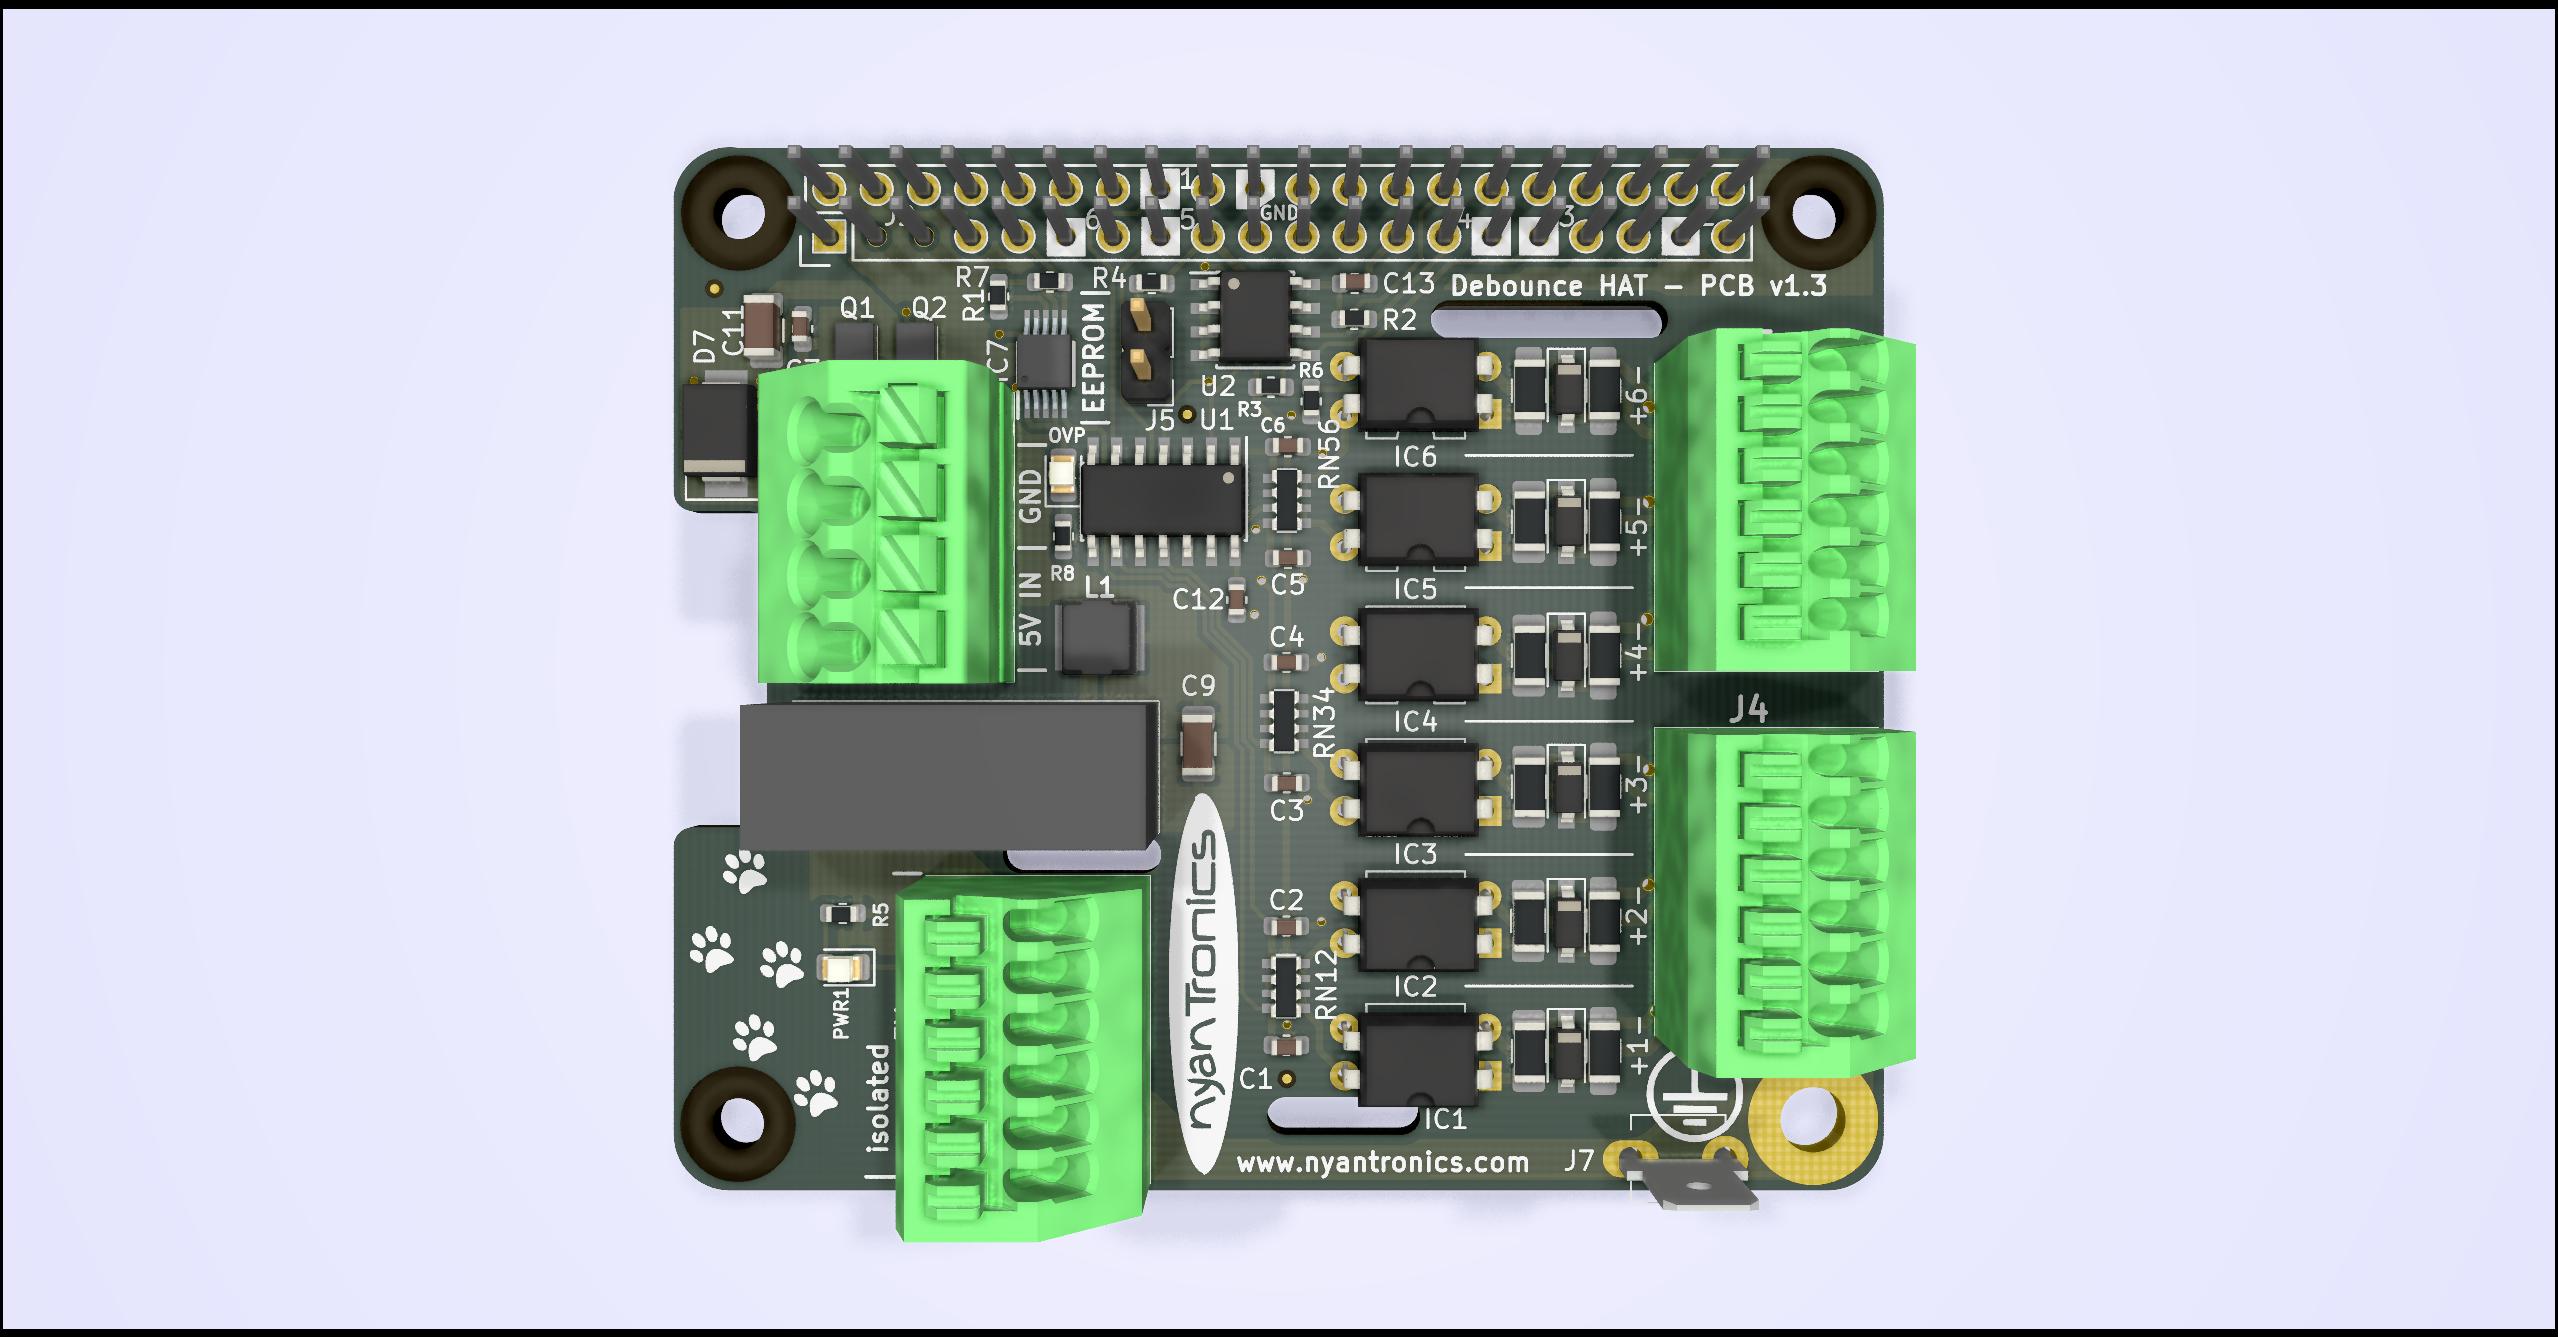 1
6
5
GND
4
3
R7
R4
C13
Debounce HAT - PCB v1.3
R1
Q1
Q2
R2
D7
C11
EEPROM
U2
R6
R3
J5
U1
C6
OVP
RN56
IC6
+6-
GND
5V IN
R8
L1
C12
C5
IC5
+5-
C4
IC4
+4-
J4
C9
RN34
C3
IC3
+3-
R5
C2
IC2
+2-
PWR1
isolated
nyanTronics
RN12
C1
IC1
+1-
www.nyantronics.com
J7